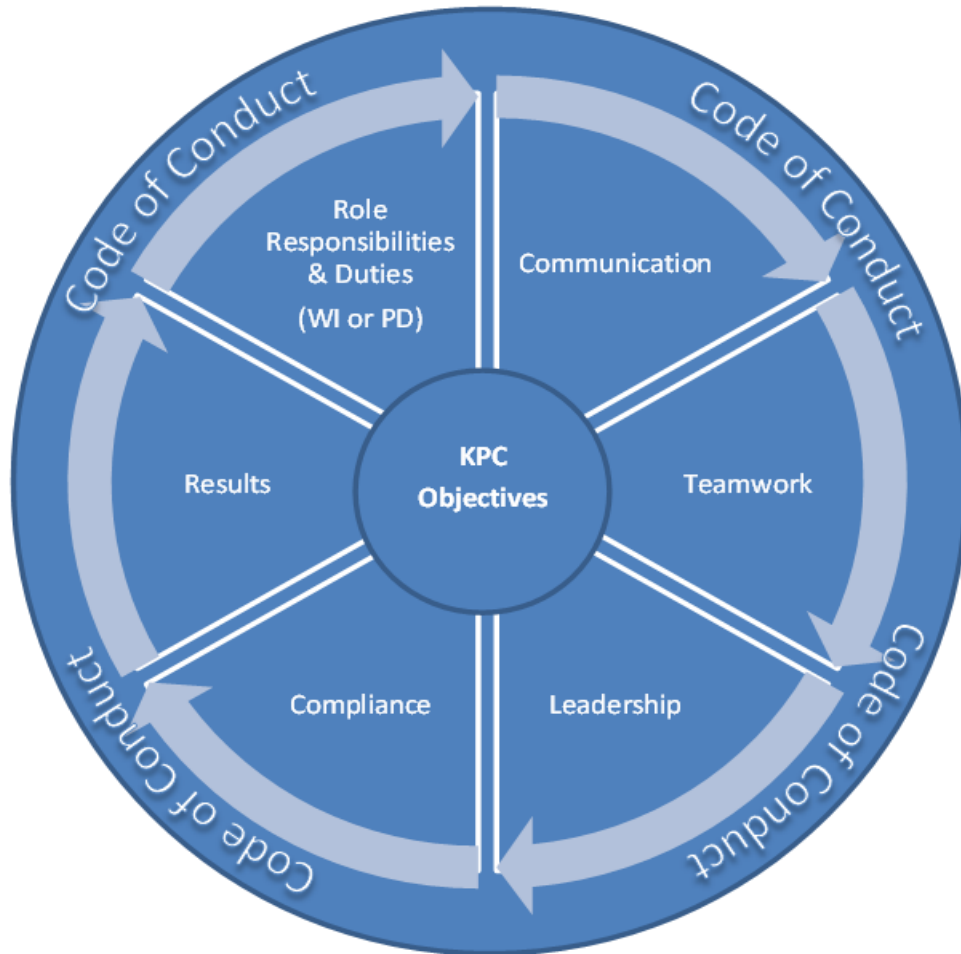 Code of Conduct
Code of Conduct
Role
Responsibilities
& Duties
(WI or PD)
Communication
KPC
Objectives
Results
Teamwork
Compliance
Leadership
Code of Conduct
Code of Conduct